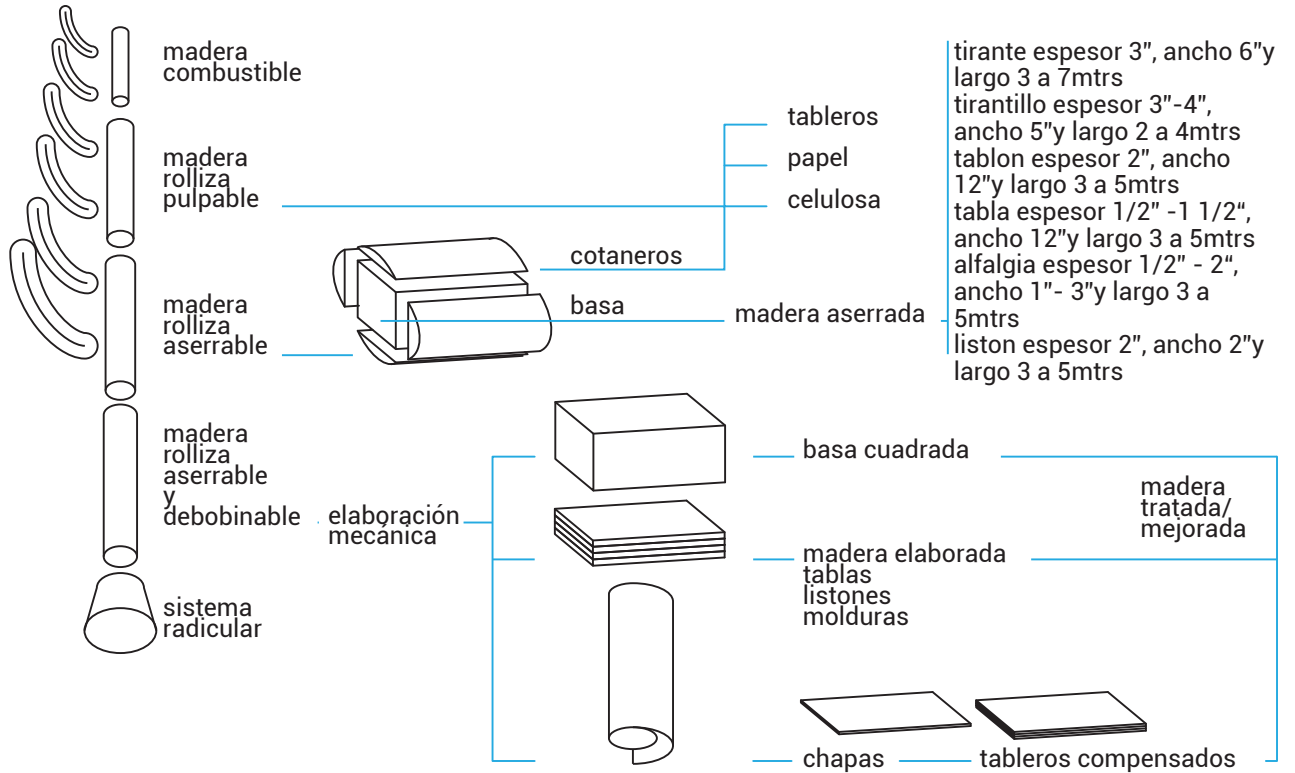 madera
combustible
madera
rolliza
pulpable
madera
rolliza
aserrable
madera
rolliza
aserrable
y
debobinable
sistema
radicular
elaboración
mecánica
cotaneros
basa
tableros
papel
celulosa
madera aserrada
tirante espesor 3", ancho 6"y
largo 3 a 7mtrs
tirantillo espesor 3"-4",
ancho 5"y largo 2 a 4mtrs
tablon espesor 2", ancho
12"y largo 3 a 5mtrs
tabla espesor 1/2" -1 1/2“,
ancho 12"y largo 3 a 5mtrs
alfalgia espesor 1/2" - 2“,
ancho 1"- 3"y largo 3 a
5mtrs
liston espesor 2", ancho 2"y
largo 3 a 5mtrs
basa cuadrada
madera
tratada/
mejorada
madera elaborada
tablas
listones
molduras
chapas
tableros compensados